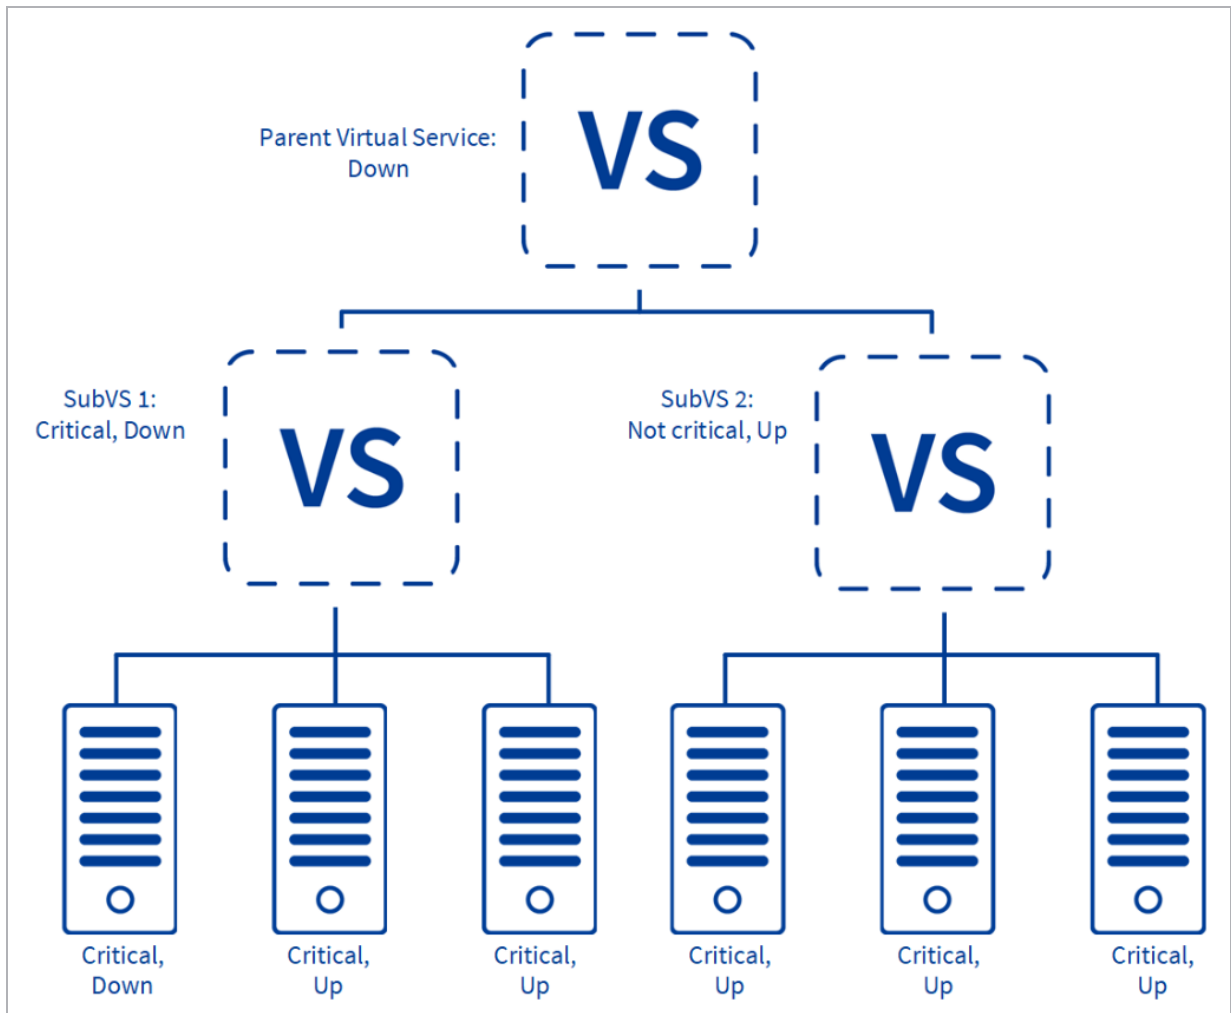 VS
Parent Virtual Service:
Down
SubVS 1:
Critical, Down
VS
SubVS 2:
Not critical, Up
VS
Critical,
Down
Critical,
Up
Critical,
Up
Critical,
Up
Critical,
Up
Critical,
Up